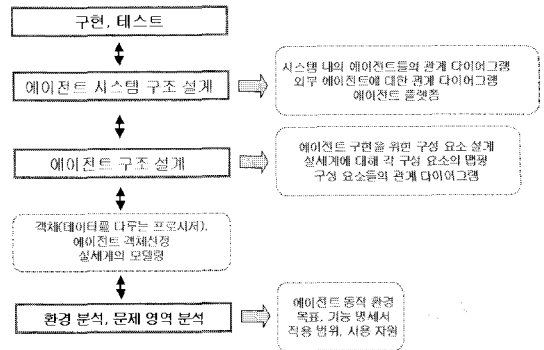 구현, 테스트
에이전트 시스템 구조 설계
시스템 내의 에이전트들의 관계 다이어그램
외부 에이전트에 대한 관계 다이어그램
에이전트 플랫폼
에이전트 구조 설계
에이전트 구현을 위한 구성 요소 설계
실세계에 대해 각 구성 요소의 맵핑
구성 요소들의 관계 다이어그램
객체(데이터를 다루는 프로시저),
에이전트 객체선정
실세계의 모델링
환경 분석, 문제 영역 분석
에이전트 동작 환경
목표, 기능 명세서
적용 범위, 사용 자원